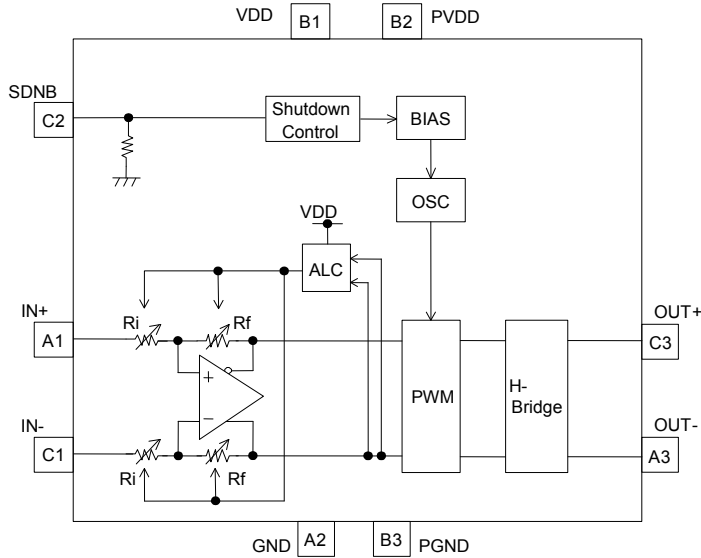 VDD B1 B2 PVDD
SDNB
C2
Shutdown
Control
BIAS
OSC
VDD
ALC
IN+
A1
Ri
Rf
+
−
PWM
H-
Bridge
OUT+
C3
IN-
C1
Ri
Rf
OUT-
A3
GND A2 B3 PGND